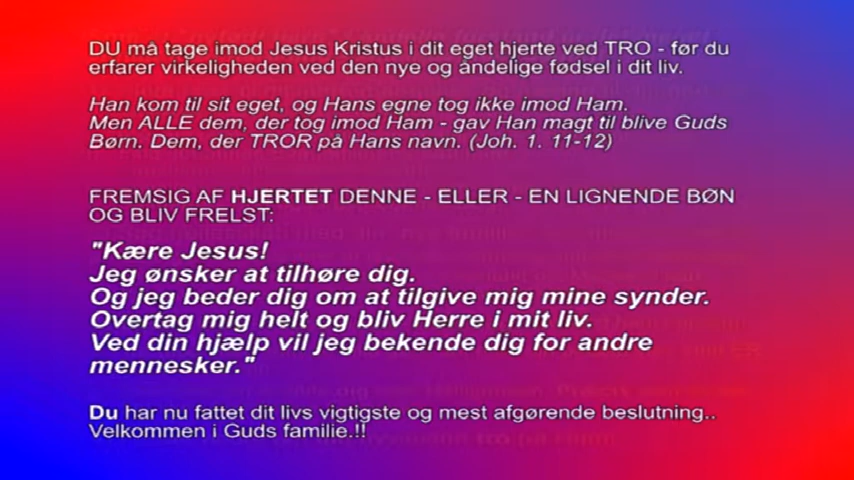 DU må tage imod Jesus Kristus i dit eget hjerte ved TRO - før du
erfarer virkeligheden ved den nye og åndelige fødsel i dit liv.
Han kom til sit eget, og Hans egne tog ikke imod Ham.
Men ALLE dem, der tog imod Ham - gav Han magt til blive Guds
Børn. Dem, der TROR på Hans navn. (Joh. 1. 11-12)
FREMSIG AF HJERTET DENNE - ELLER - EN LIGNENDE BØN
OG BLIV FRELST:
"Kære Jesus!
Jeg ønsker at tilhøre dig.
Og jeg beder dig om at tilgive mig mine synder.
Overtag mig helt og bliv Herre i mit liv.
Ved din hjælp vil jeg bekende dig for andre
mennesker."
Du har nu fattet dit livs vigtigste og mest afgørende beslutning..
Velkommen i Guds familie.!!